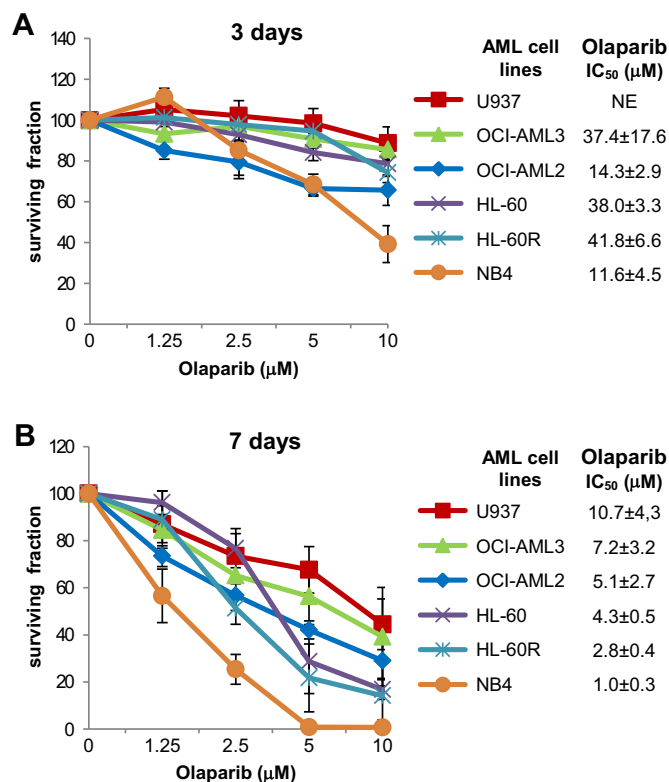 A
3 days
140
120
100
80
60
40
20
0
surviving fraction
0 1.25 2.5 5 10
Olaparib (μM)
AML cell lines
Olaparib IC50 (μM)
U937 NE
OCI-AML3 37.4±17.6
OCI-AML2 14.3±2.9
HL-60 38.0±3.3
HL-60R 41.8±6.6
NB4 11.6±4.5
B
7 days
120
100
80
60
40
20
0
surviving fraction
0 1.25 2.5 5 10
Olaparib (μM)
AML cell lines
Olaparib IC50 (μM)
U937 10.7±4,3
OCI-AML3 7.2±3.2
OCI-AML2 5.1±2.7
HL-60 4.3±0.5
HL-60R 2.8±0.4
NB4 1.0±0.3